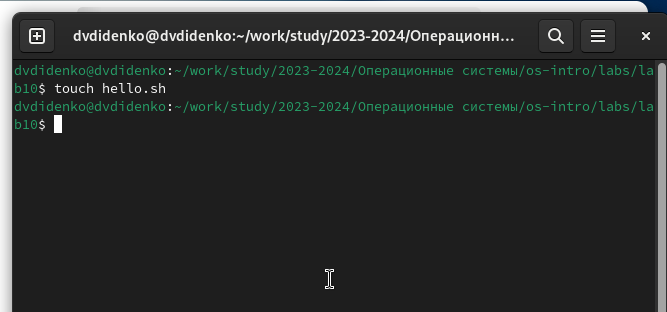 dvdidenko@dvdidenko:~/work/study/2023-2024/Операционн…
dvdidenko@dvdidenko:~/work/study/2023-2024/Операционные системы/os-intro/labs/la
b10$ touch hello.sh
dvdidenko@dvdidenko:~/work/study/2023-2024/Операционные системы/os-intro/labs/la
b10$